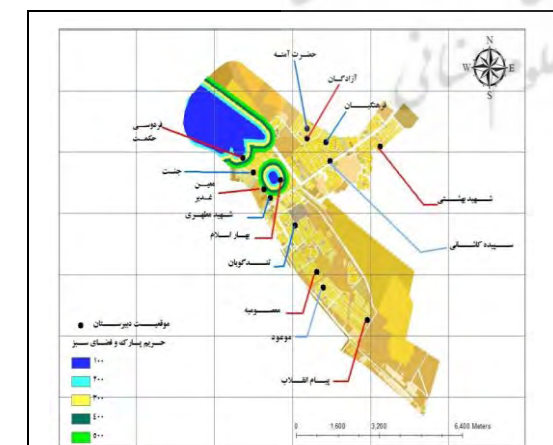 حضرت آمنه
آزادگان
فرهنگیان
N
W E
S
فردوسی
حکمت
جنت
معین
غدیر
شهید مطهری
بهار اسلام
شهید بهشتی
سپیده کاشانی
تندگویان
معصومیه
موعود
پیام انقلاب
موقعیت دبیرستان
حریم پارک و فضای سبز
۱۰۰
۲۰۰
۳۰۰
۴۰۰
۵۰۰
0 1,600 3,200 6,400 Meters